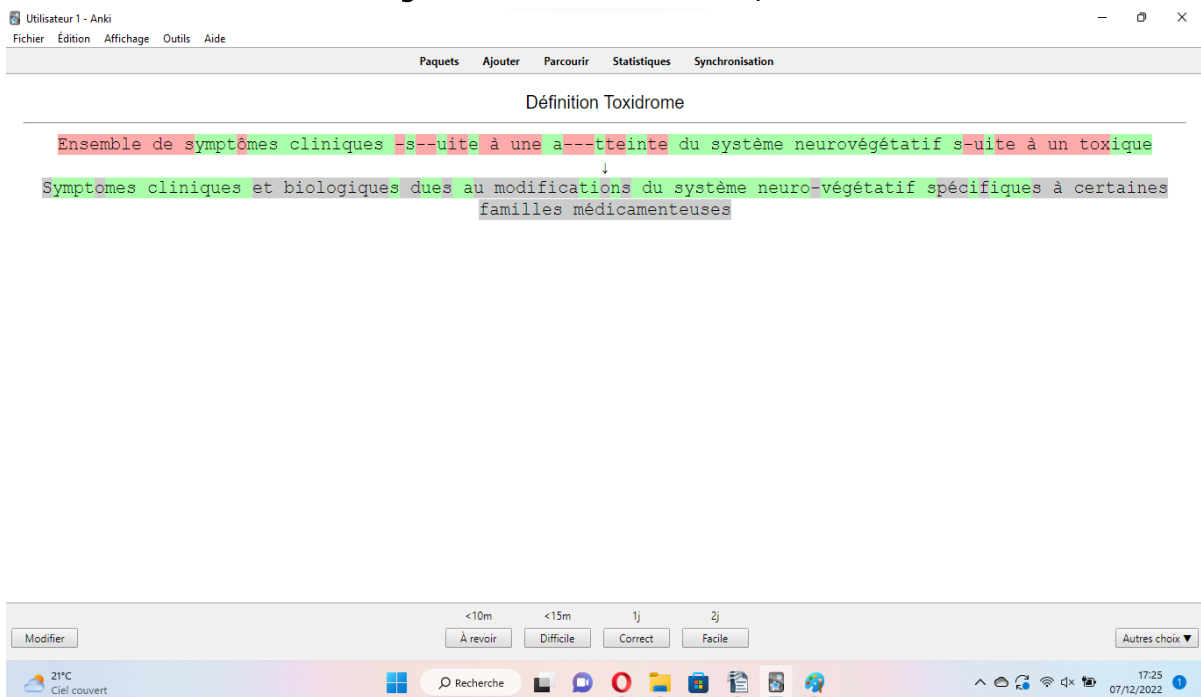 Utilisateur 1 - Anki
Fichier Édition Affichage Outils Aide
Paquets Ajouter Parcourir Statistiques Synchronisation
Définition Toxidrome
Ensemble de symptômes cliniques -s--uite à une a---tteinte du système neurovégétatif s-uite à un toxique
↓
Symptomes cliniques et biologiques dues au modifications du système neuro-végétatif spécifiques à certaines
familles médicamenteuses
<10m <15m 1j 2j
Modifier À revoir Difficile Correct Facile Autres choix ▼
21°C
Ciel couvert
Recherche
17:25
07/12/2022
1